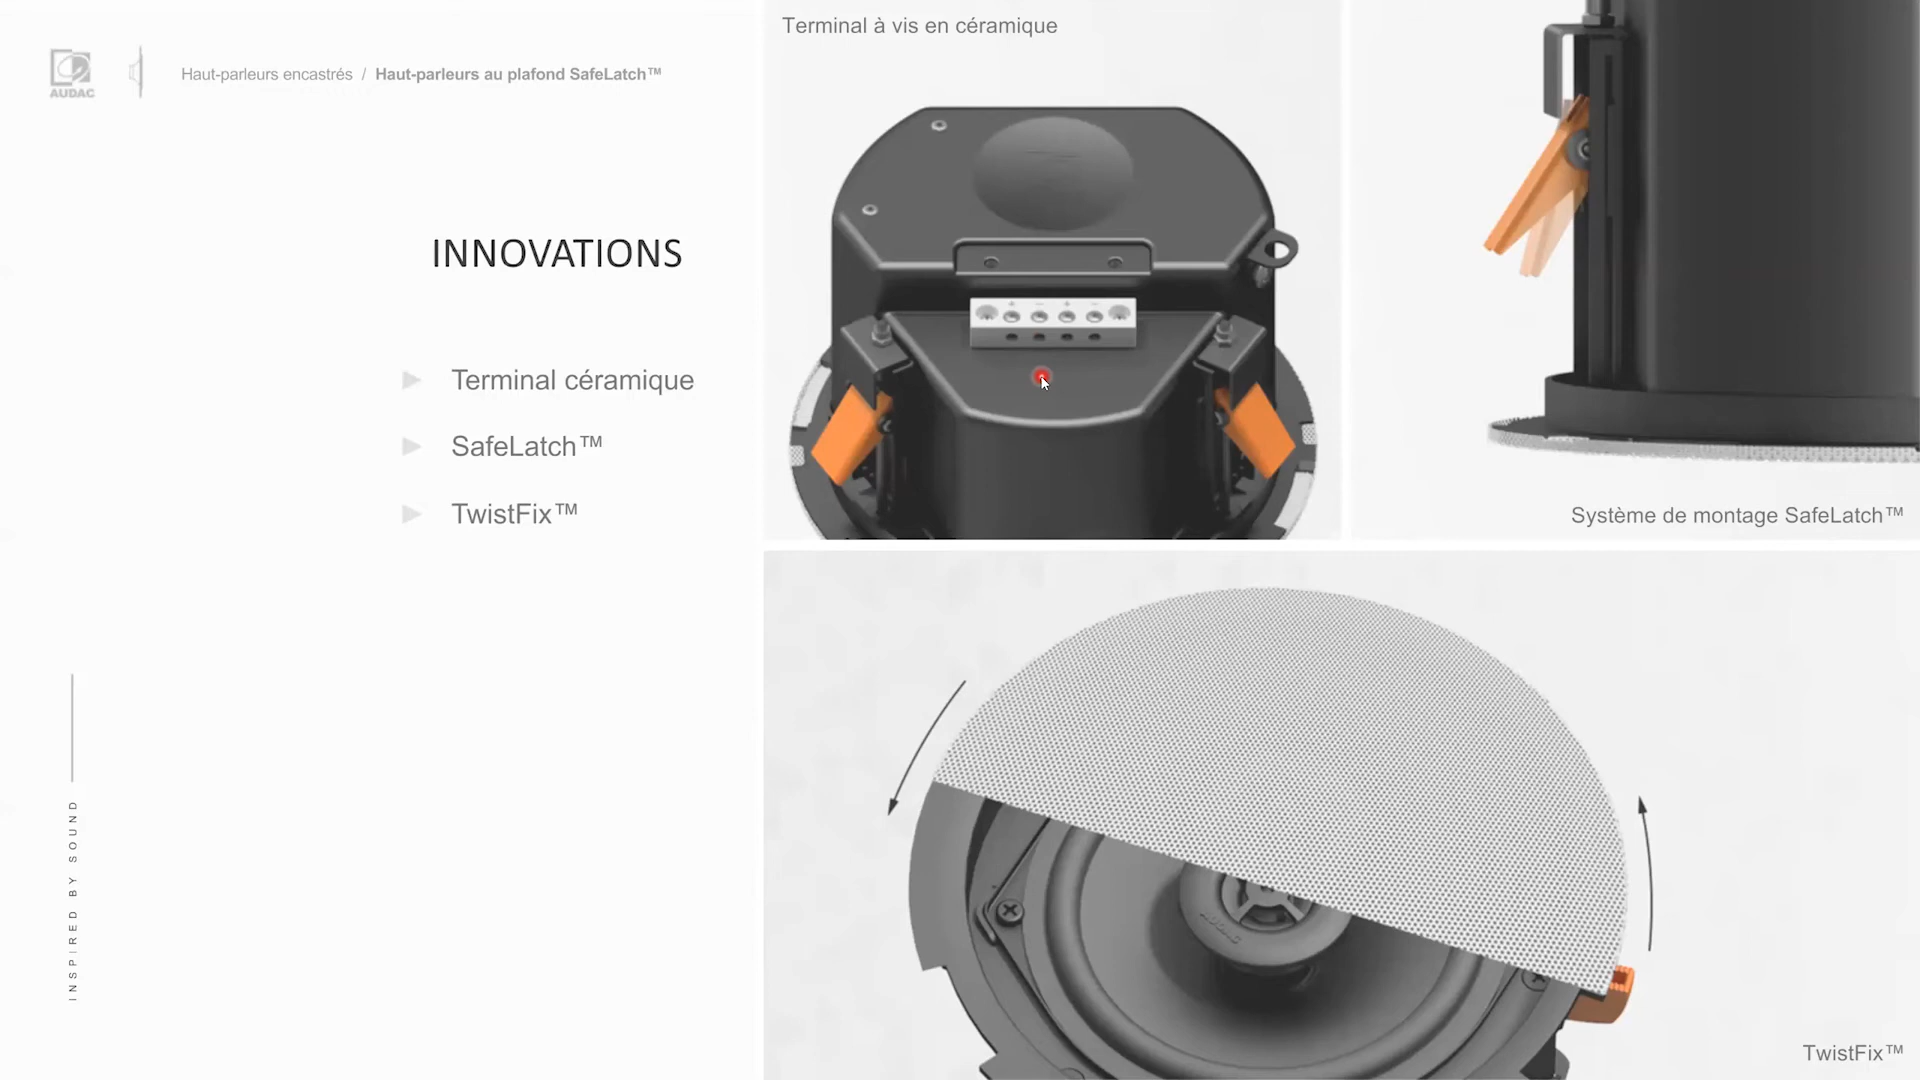 AUDAC
Haut-parleurs encastrés / Haut-parleurs au plafond SafeLatch™
INNOVATIONS
Terminal céramique
SafeLatch™
TwistFix™
INSPIRED BY SOUND
Terminal à vis en céramique
Système de montage SafeLatch™
AUDAC
TwistFix™